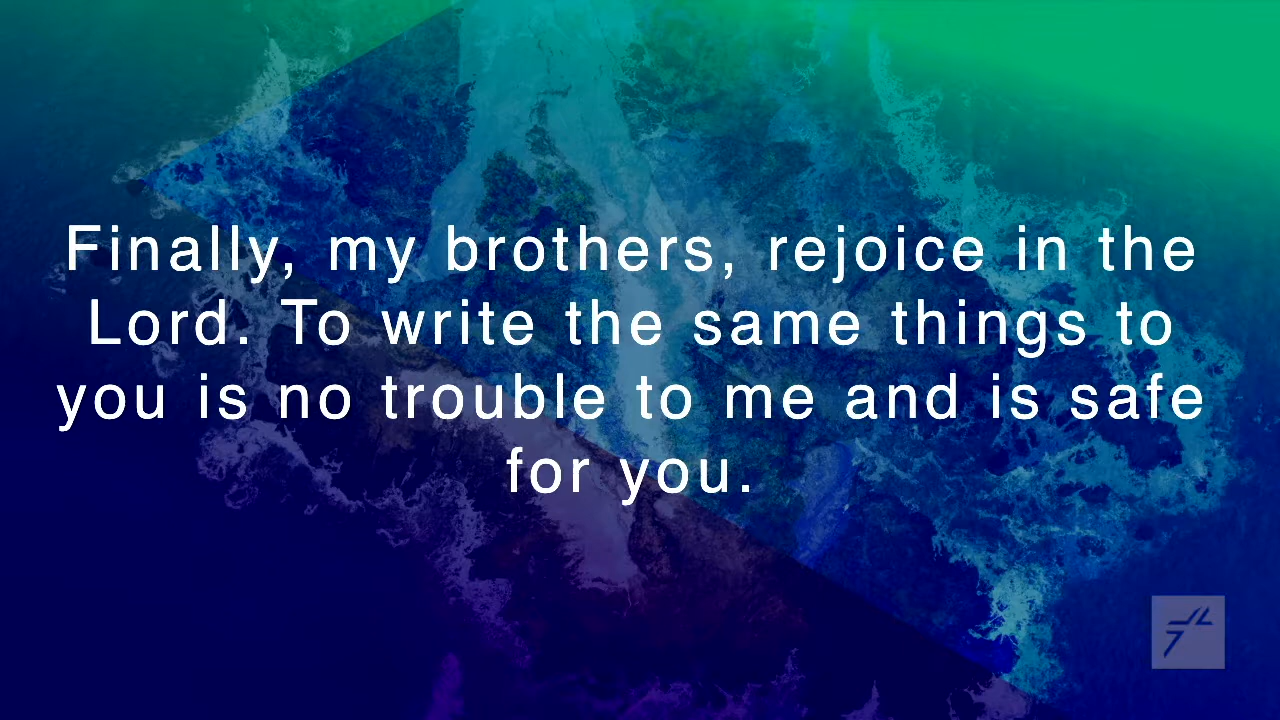 Finally, my brothers, rejoice in the
Lord. To write the same things to
you is no trouble to me and is safe
for you.